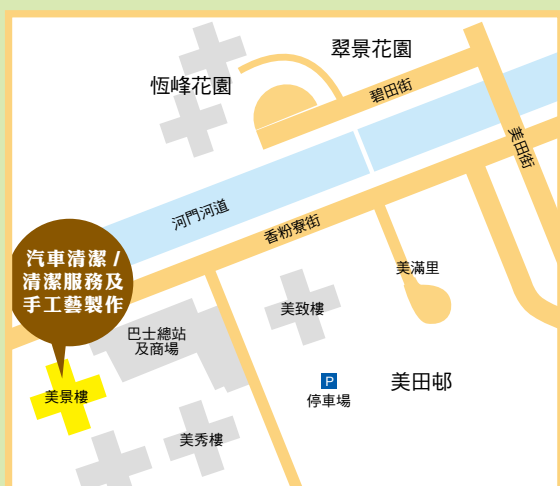 翠景花園
恆峰花園
碧田街
美田街
河門河道
香粉寮街
汽車清潔 /
清潔服務及
手工藝製作
美滿里
美致樓
巴士總站
及商場
P
停車場
美田邨
美景樓
美秀樓